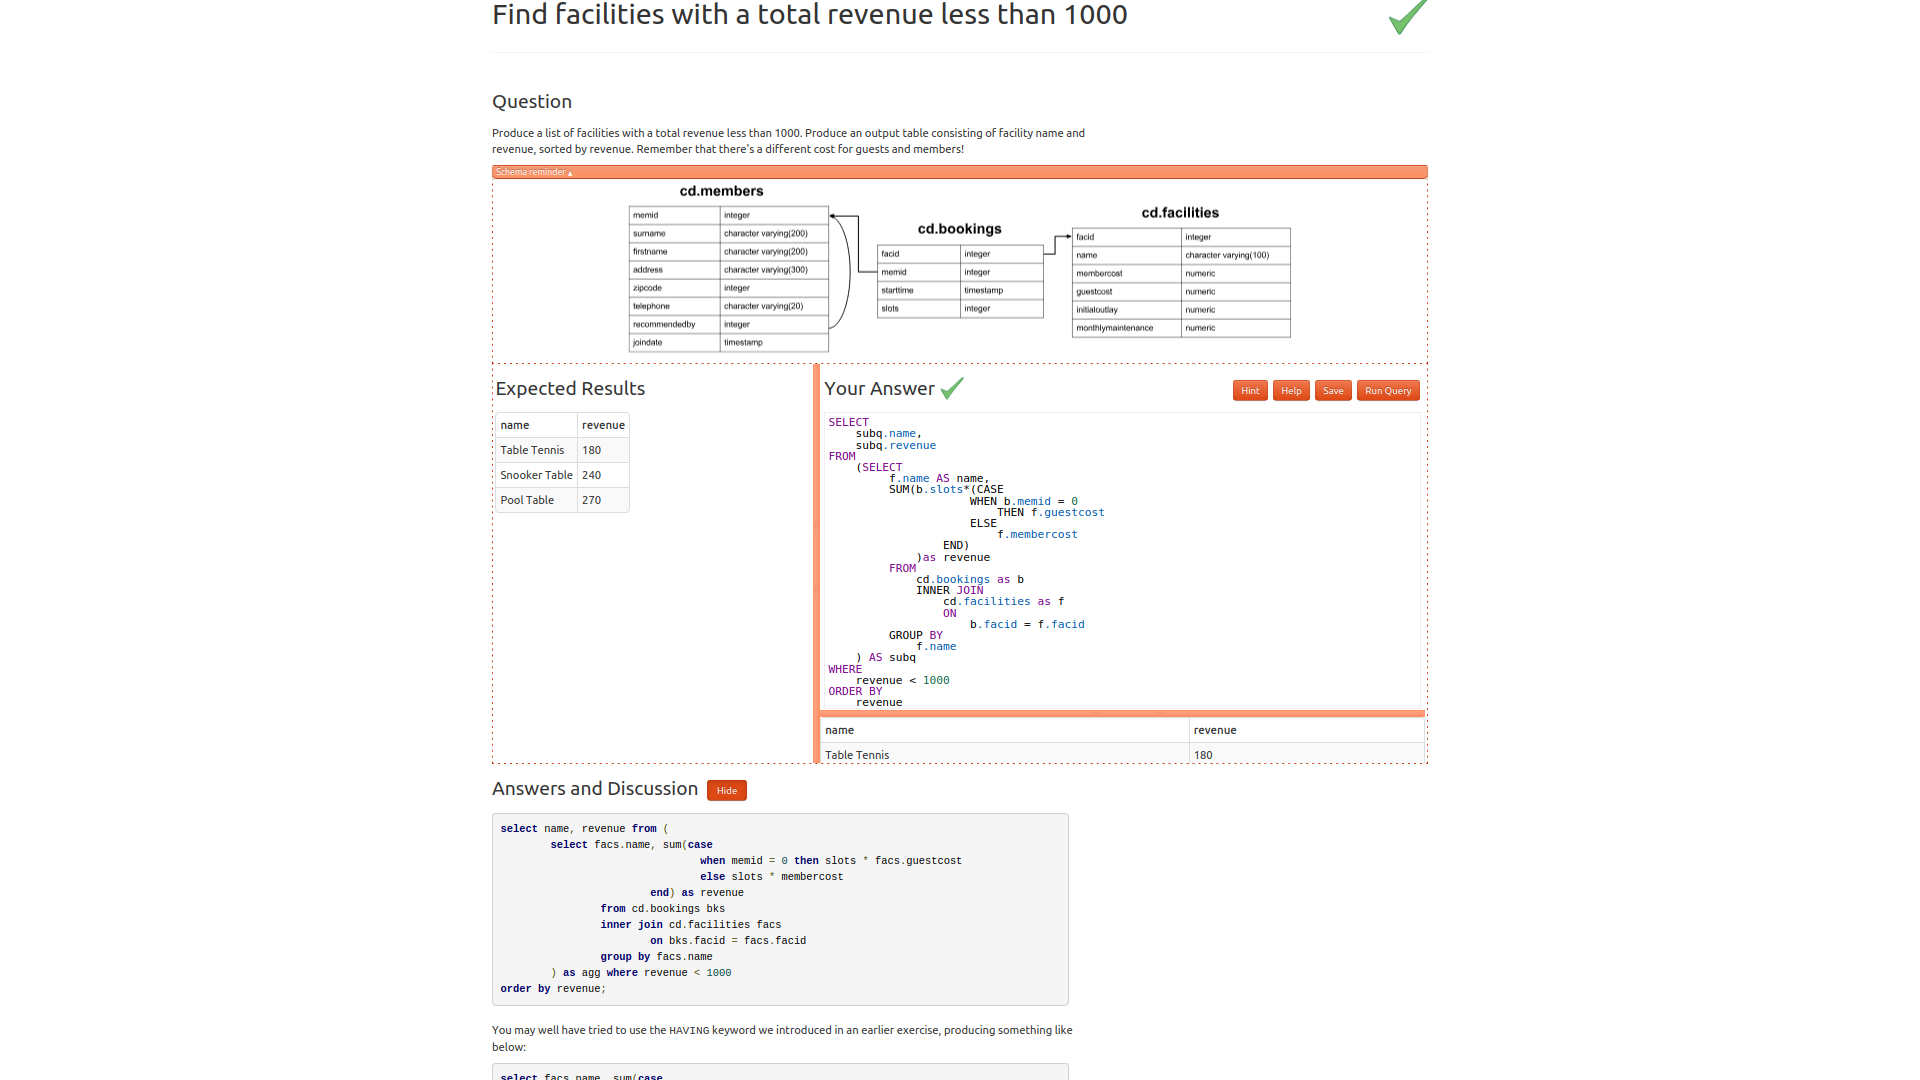 Find facilities with a total revenue less than 1000
Question
Produce a list of facilities with a total revenue less than 1000. Produce an output table consisting of facility name and
revenue, sorted by revenue. Remember that there's a different cost for guests and members!
Schema reminder ▴
cd.members
memid integer
surname character varying(200)
firstname character varying(200)
address character varying(300)
zipcode integer
telephone character varying(20)
recommendedby integer
joindate timestamp
cd.bookings
facid integer
memid integer
starttime timestamp
slots integer
cd.facilities
facid integer
name character varying(100)
membercost numeric
guestcost numeric
initialoutlay numeric
monthlymaintenance numeric
Expected Results
name revenue
Table Tennis 180
Snooker Table 240
Pool Table 270
Your Answer
Hint Help Save Run Query
SELECT
    subq.name,
    subq.revenue
FROM
    (SELECT
         f.name AS name,
         SUM(b.slots*(CASE
                     WHEN b.memid = 0
                         THEN f.guestcost
                     ELSE
                         f.membercost
                 END)
             )as revenue
         FROM
             cd.bookings as b
             INNER JOIN
                 cd.facilities as f
                 ON
                     b.facid = f.facid
         GROUP BY
             f.name
    ) AS subq
WHERE
    revenue < 1000
ORDER BY
    revenue
name revenue
Table Tennis 180
Answers and Discussion Hide
select name, revenue from (
        select facs.name, sum(case
                                when memid = 0 then slots * facs.guestcost
                                else slots * membercost
                        end) as revenue
                from cd.bookings bks
                inner join cd.facilities facs
                        on bks.facid = facs.facid
                group by facs.name
        ) as agg where revenue < 1000
order by revenue;
You may well have tried to use the HAVING keyword we introduced in an earlier exercise, producing something like
below:
select facs.name, sum(case